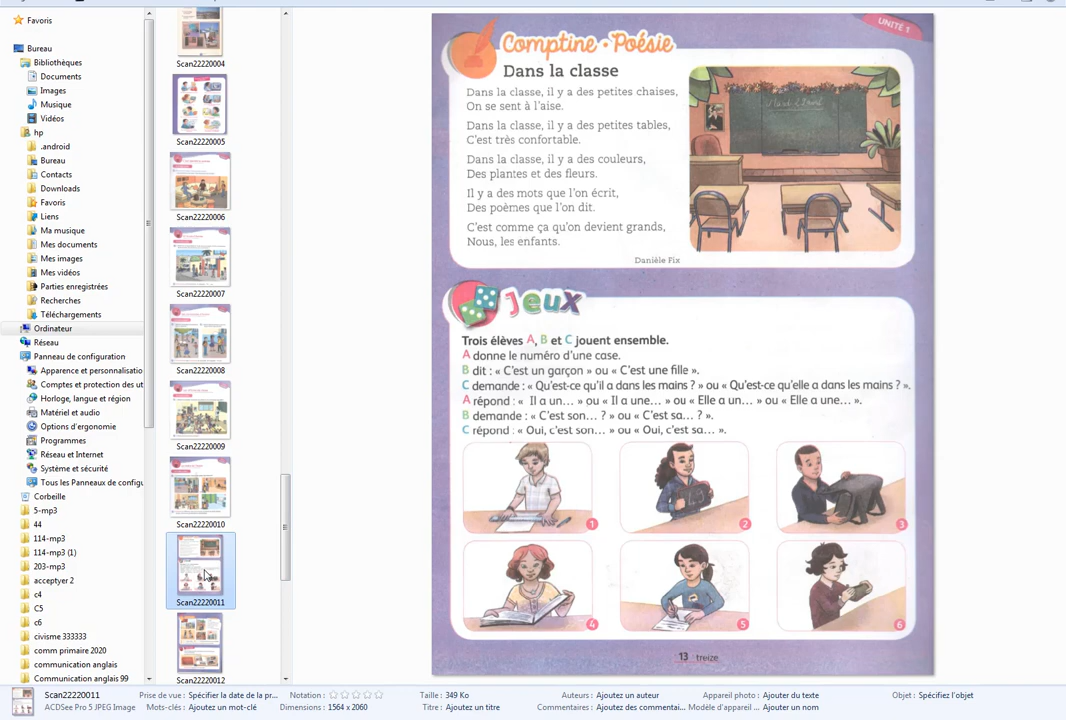 Favoris
Bureau
Bibliothèques
Documents
Images
Musique
Vidéos
hp
.android
Bureau
Contacts
Downloads
Favoris
Liens
Ma musique
Mes documents
Mes images
Mes vidéos
Parties enregistrées
Recherches
Téléchargements
Ordinateur
Réseau
Panneau de configuration
Apparence et personnalisatio
Comptes et protection des ut
Horloge, langue et région
Matériel et audio
Options d'ergonomie
Programmes
Réseau et Internet
Système et sécurité
Tous les Panneaux de configu
Corbeille
5-mp3
44
114-mp3
114-mp3 (1)
203-mp3
acceptyer 2
c4
C5
c6
civisme 333333
comm primaire 2020
communication anglais
Communication anglais 99
Scan22220004
Scan22220005
Scan22220006
Scan22220007
Scan22220008
Scan22220009
Scan22220010
Scan22220011
Scan22220012
UNITÉ 1
Comptine • Poésie
Dans la classe
Dans la classe, il y a des petites chaises,
On se sent à l'aise.
Dans la classe, il y a des petites tables,
C'est très confortable.
Dans la classe, il y a des couleurs,
Des plantes et des fleurs.
Il y a des mots que l'on écrit,
Des poèmes que l'on dit.
C'est comme ça qu'on devient grands,
Nous, les enfants.
Danièle Fix
Jeux
Trois élèves A, B et C jouent ensemble.
A donne le numéro d'une case.
B dit : « C'est un garçon » ou « C'est une fille ».
C demande : « Qu'est-ce qu'il a dans les mains ? » ou « Qu'est-ce qu'elle a dans les mains ? ».
A répond : « Il a un... » ou « Il a une... » ou « Elle a un... » ou « Elle a une... ».
B demande : « C'est son... ? » ou « C'est sa... ? ».
C répond : « Oui, c'est son... » ou « Oui, c'est sa... ».
1
2
3
4
5
6
13 treize
Scan22220011
Prise de vue : Spécifier la date de la pr...
Notation :
Taille : 349 Ko
Auteurs : Ajoutez un auteur
Appareil photo : Ajouter du texte
Objet : Spécifiez l'objet
ACDSee Pro 5 JPEG Image
Mots-clés : Ajoutez un mot-clé
Dimensions : 1564 x 2060
Titre : Ajoutez un titre
Commentaires : Ajoutez des commentai...
Modèle d'appareil ... Ajouter un nom